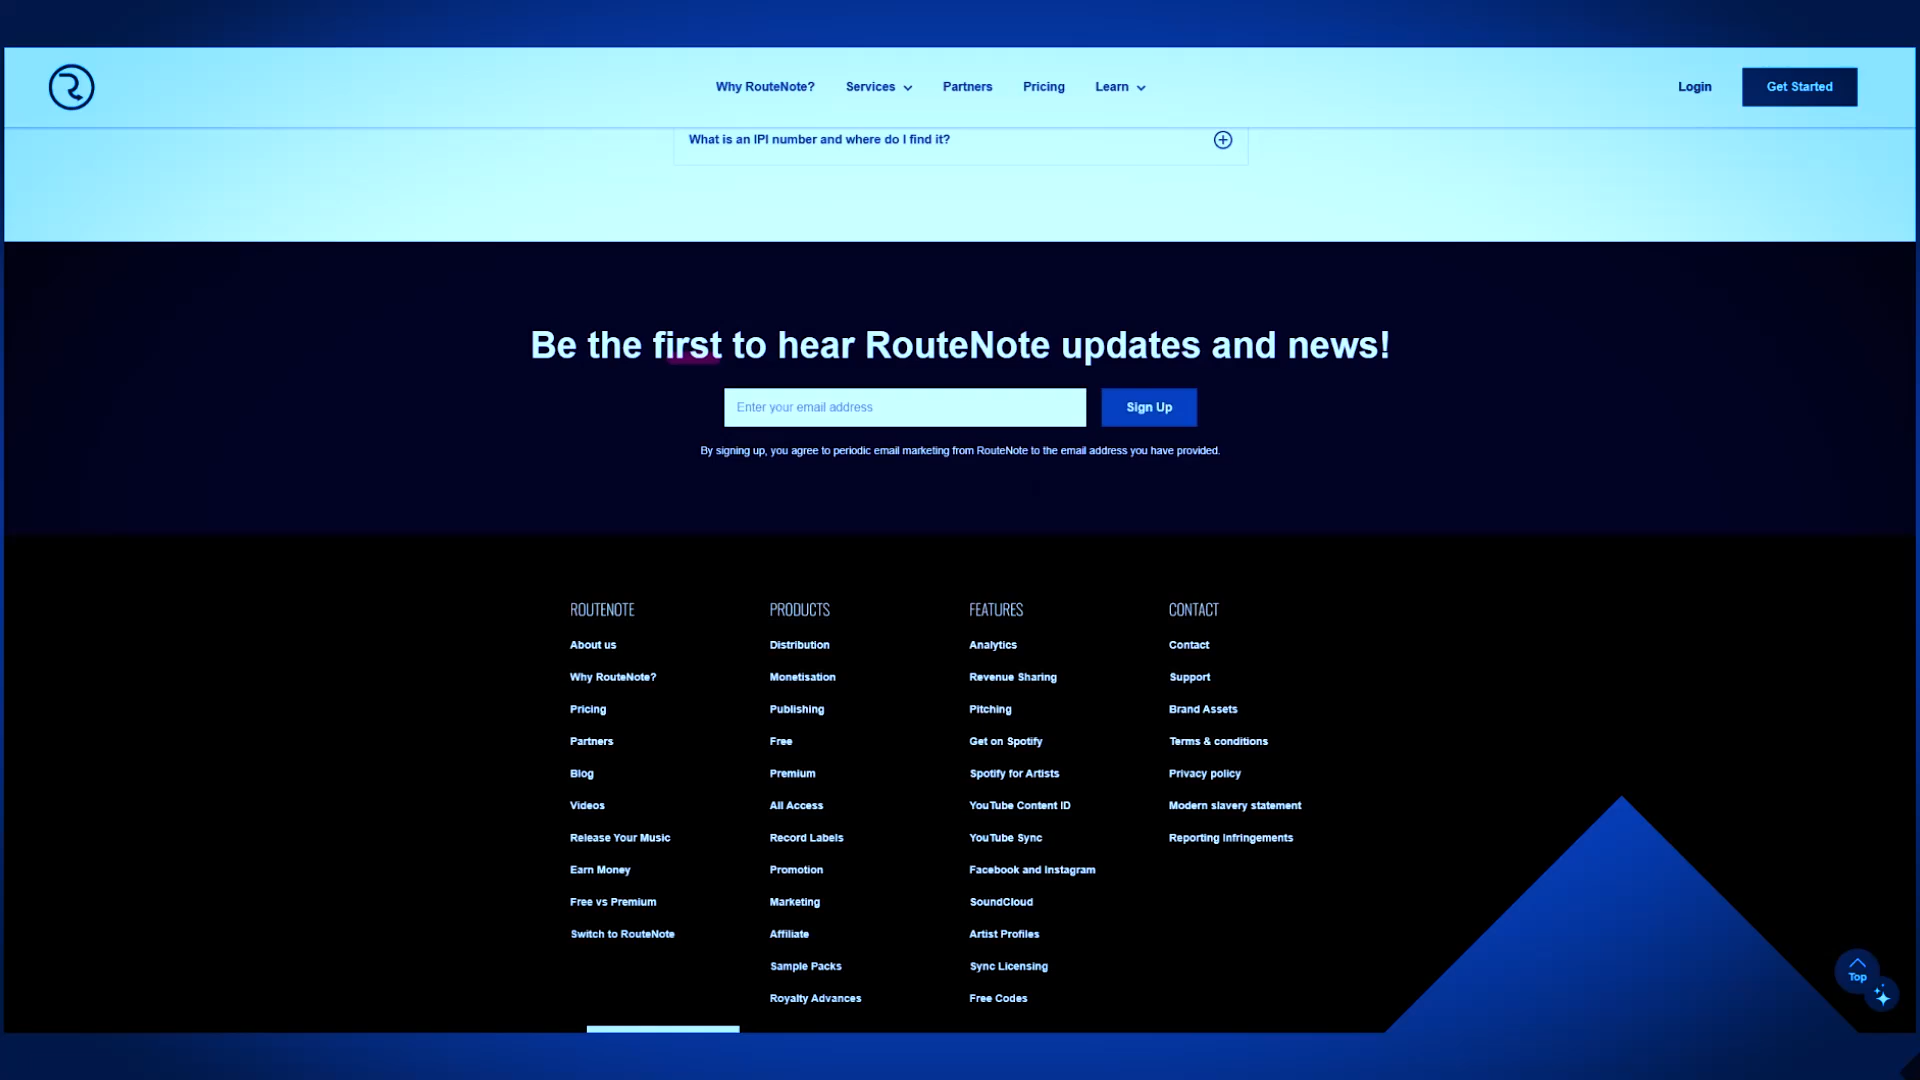 Why RouteNote? Services Partners Pricing Learn Login Get Started
What is an IPI number and where do I find it?
Be the first to hear RouteNote updates and news!
Enter your email address Sign Up
By signing up, you agree to periodic email marketing from RouteNote to the email address you have provided.
ROUTENOTE
About us
Why RouteNote?
Pricing
Partners
Blog
Videos
Release Your Music
Earn Money
Free vs Premium
Switch to RouteNote
PRODUCTS
Distribution
Monetisation
Publishing
Free
Premium
All Access
Record Labels
Promotion
Marketing
Affiliate
Sample Packs
Royalty Advances
FEATURES
Analytics
Revenue Sharing
Pitching
Get on Spotify
Spotify for Artists
YouTube Content ID
YouTube Sync
Facebook and Instagram
SoundCloud
Artist Profiles
Sync Licensing
Free Codes
CONTACT
Contact
Support
Brand Assets
Terms & conditions
Privacy policy
Modern slavery statement
Reporting Infringements
Top